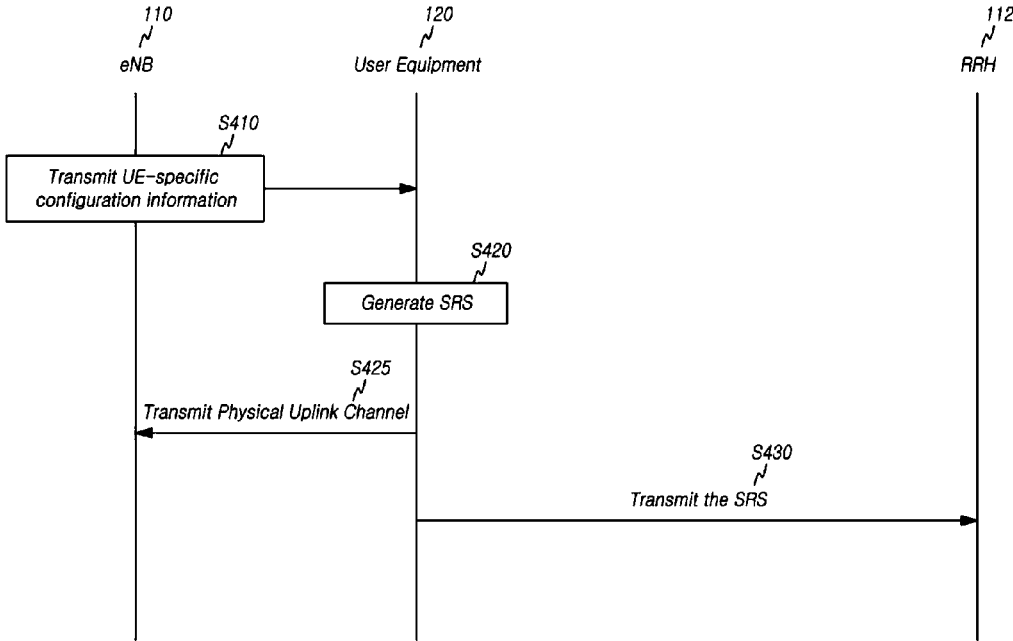 110
120
112
eNB
User Equipment
RRH
S410
Transmit UE-specific
configuration information
S420
Generate SRS
S425
Transmit Physical Uplink Channel
S430
Transmit the SRS